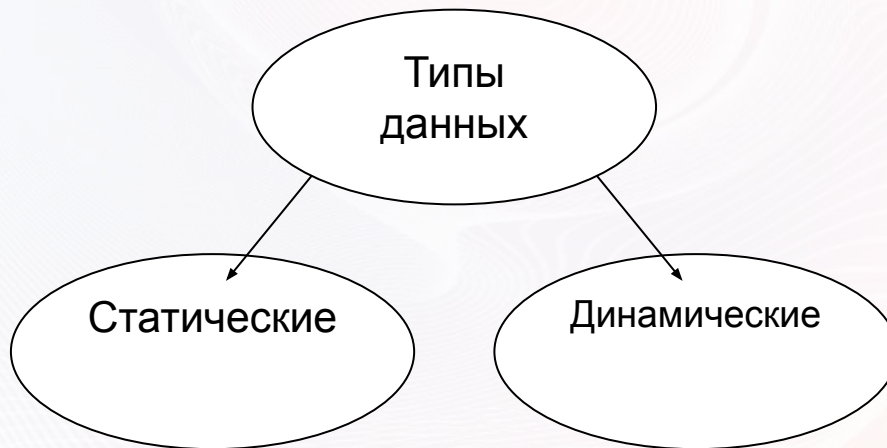 Типы
данных
Статические
Динамические